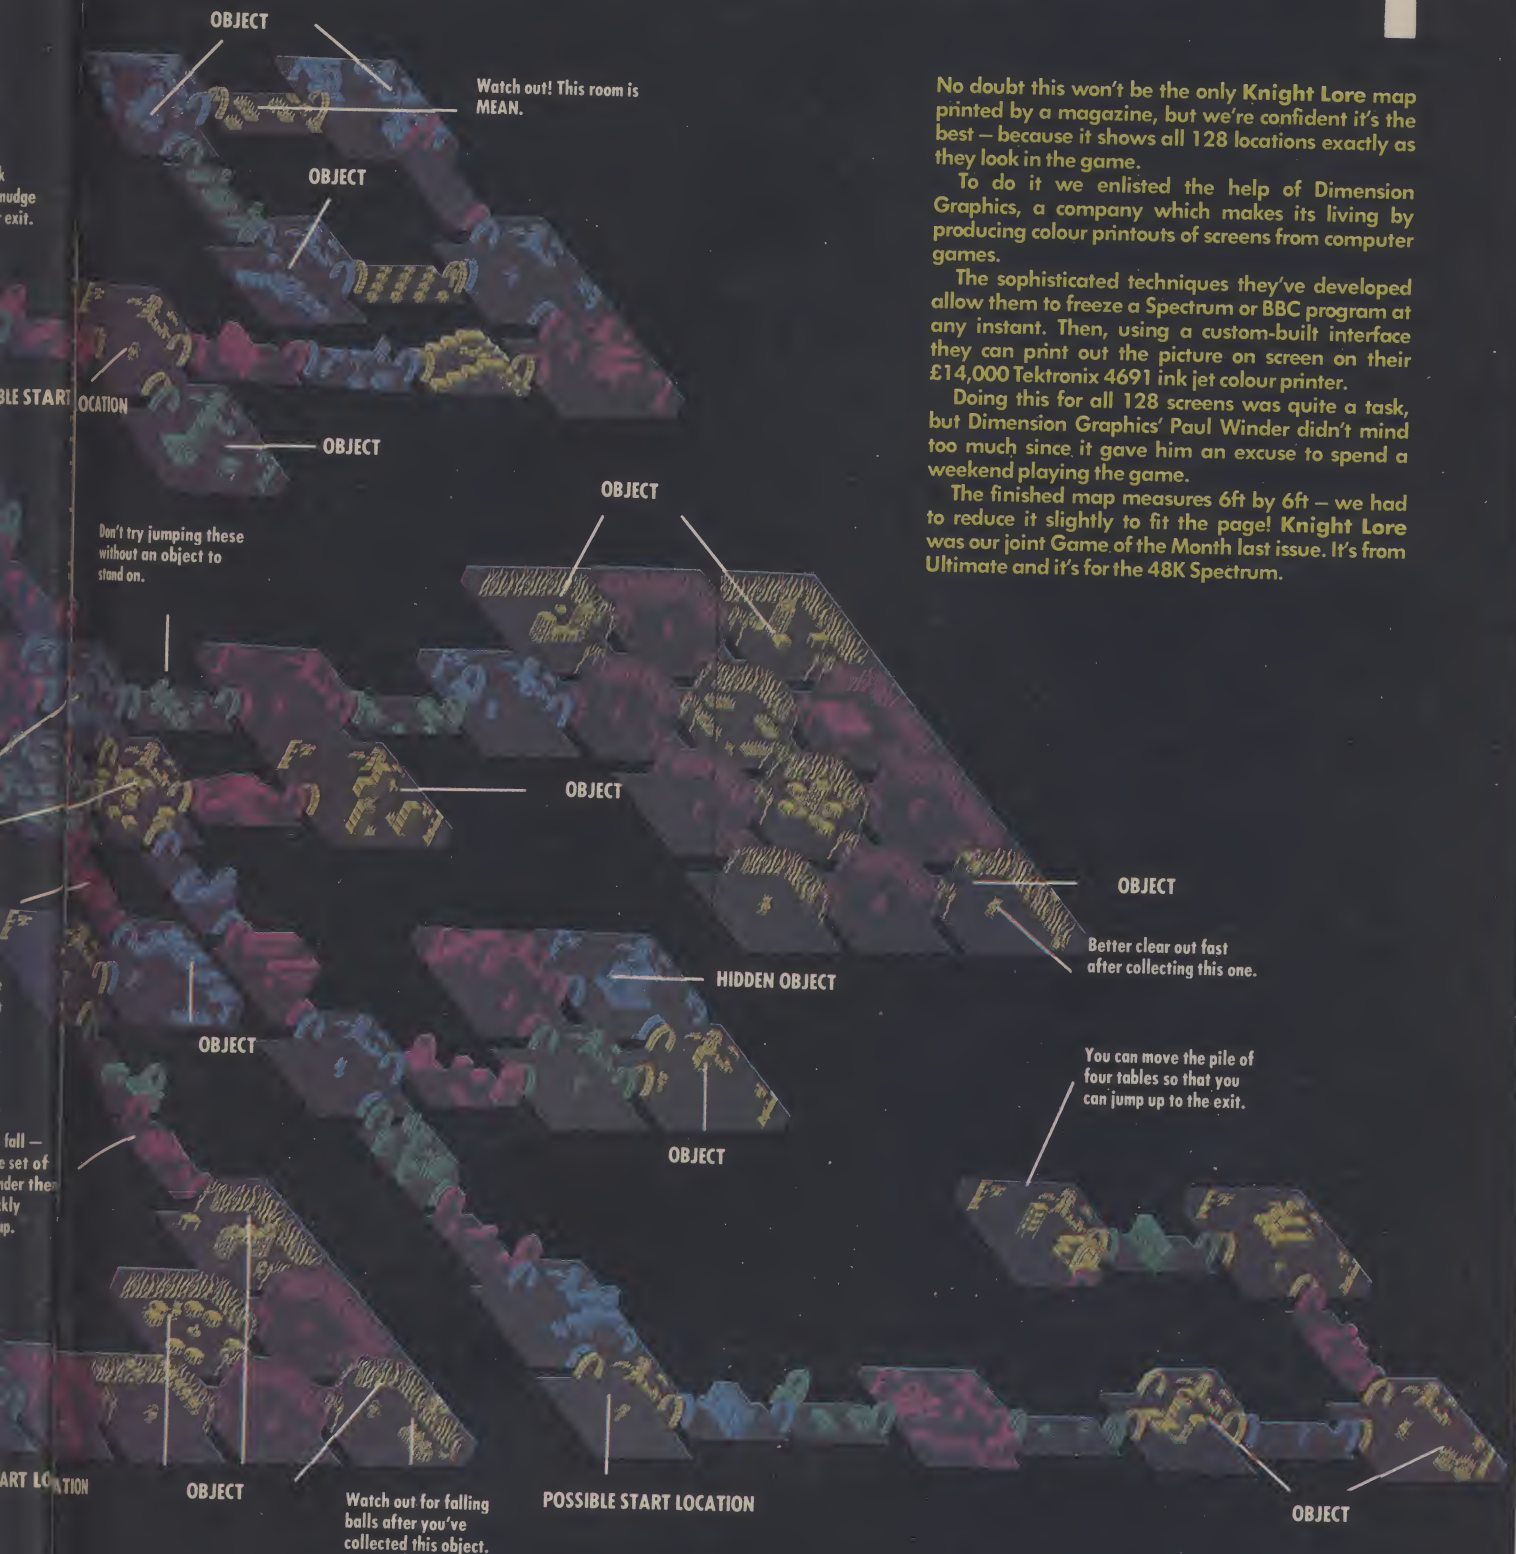 OBJECT
Watch out! This room is
MEAN.
No doubt this won't be the only Knight Lore map
printed by a magazine, but we're confident it's the
best — because it shows all 128 locations exactly as
they look in the game.
To do it we enlisted the help of Dimension
Graphics, a company which makes its living by
producing colour printouts of screens from computer
games.
The sophisticated techniques they've developed
allow them to freeze a Spectrum or BBC program at
any instant. Then, using a custom-built interface
they can print out the picture on screen on their
£14,000 Tektronix 4691 ink jet colour printer.
Doing this for all 128 screens was quite a task,
but Dimension Graphics' Paul Winder didn't mind
too much since it gave him an excuse to spend a
weekend playing the game.
The finished map measures 6ft by 6ft — we had
to reduce it slightly to fit the page! Knight Lore
was our joint Game of the Month last issue. It's from
Ultimate and it's for the 48K Spectrum.
OBJECT
exit.
START OCATION
OBJECT
OBJECT
Don't try jumping these
without an object to
stand on.
OBJECT
OBJECT
Better clear out fast
after collecting this one.
HIDDEN OBJECT
OBJECT
You can move the pile of
four tables so that you
can jump up to the exit.
OBJECT
fall —
set of
OBJECT
POSSIBLE START LOCATION
Watch out for falling
balls after you've
collected this object.
OBJECT